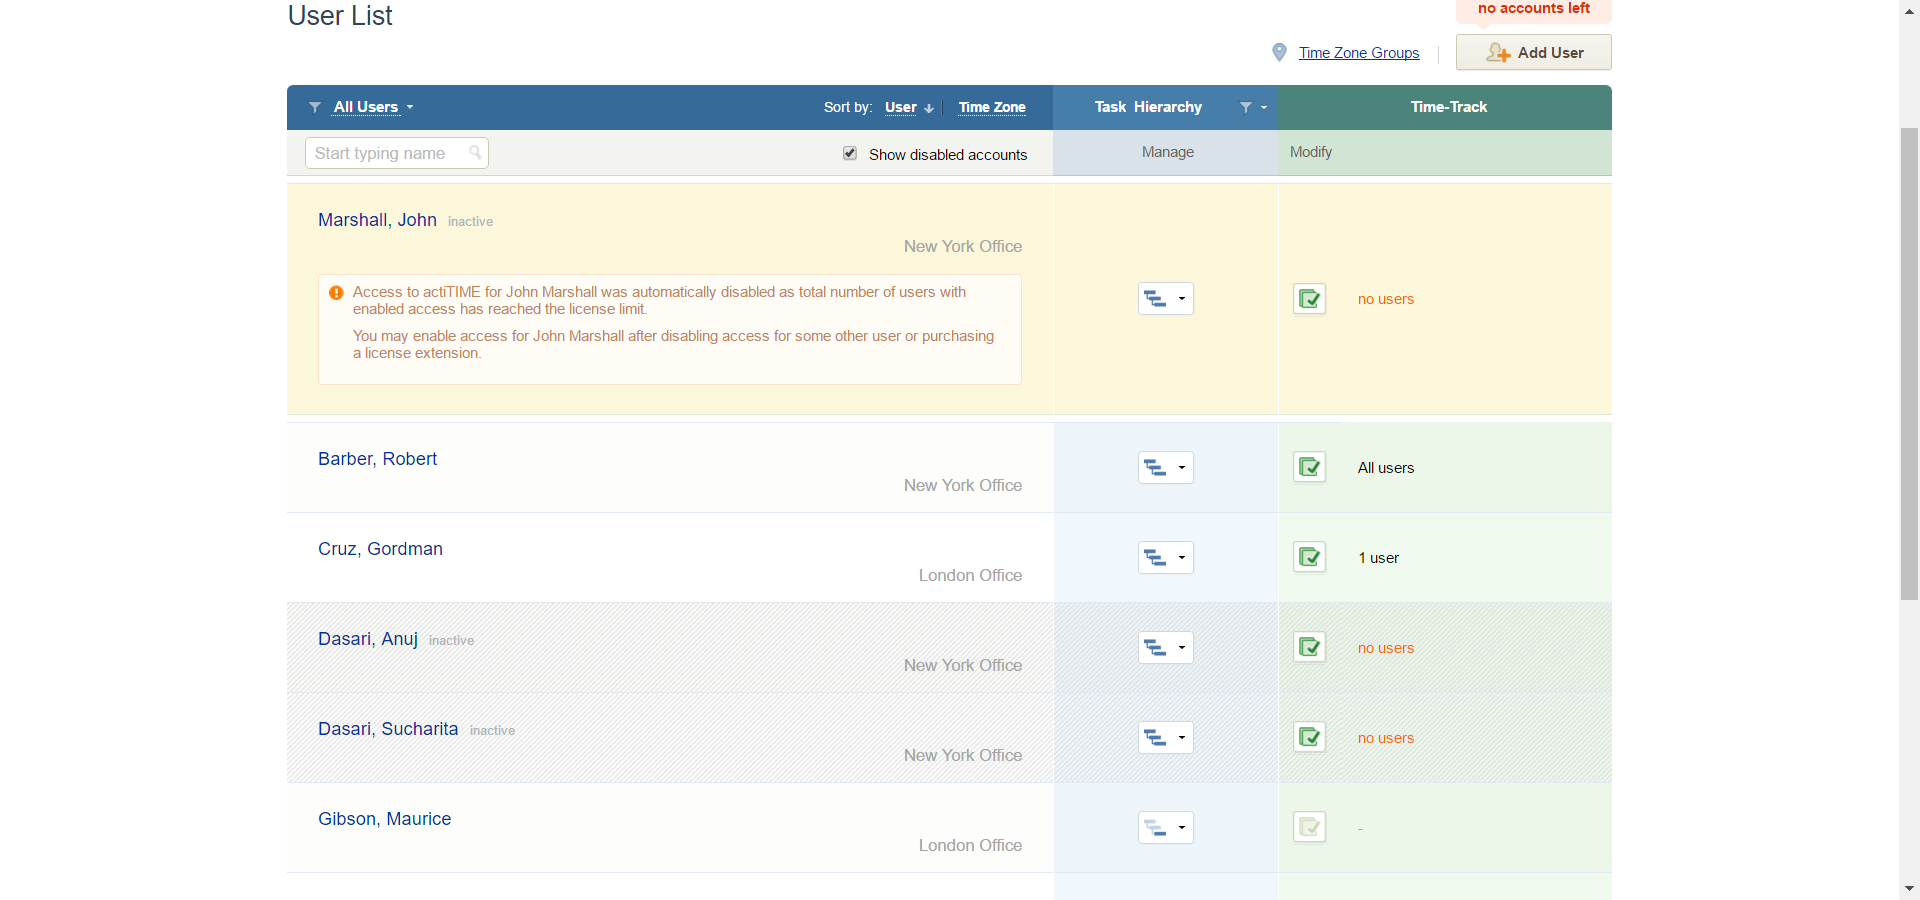 User List
no accounts left
Time Zone Groups
Add User
All Users
Sort by: User Time Zone
Task Hierarchy
Time-Track
Start typing name
Show disabled accounts
Manage
Modify
Marshall, John inactive
New York Office
Access to actiTIME for John Marshall was automatically disabled as total number of users with
enabled access has reached the license limit.
You may enable access for John Marshall after disabling access for some other user or purchasing
a license extension.
no users
Barber, Robert
New York Office
All users
Cruz, Gordman
London Office
1 user
Dasari, Anuj inactive
New York Office
no users
Dasari, Sucharita inactive
New York Office
no users
Gibson, Maurice
London Office
-